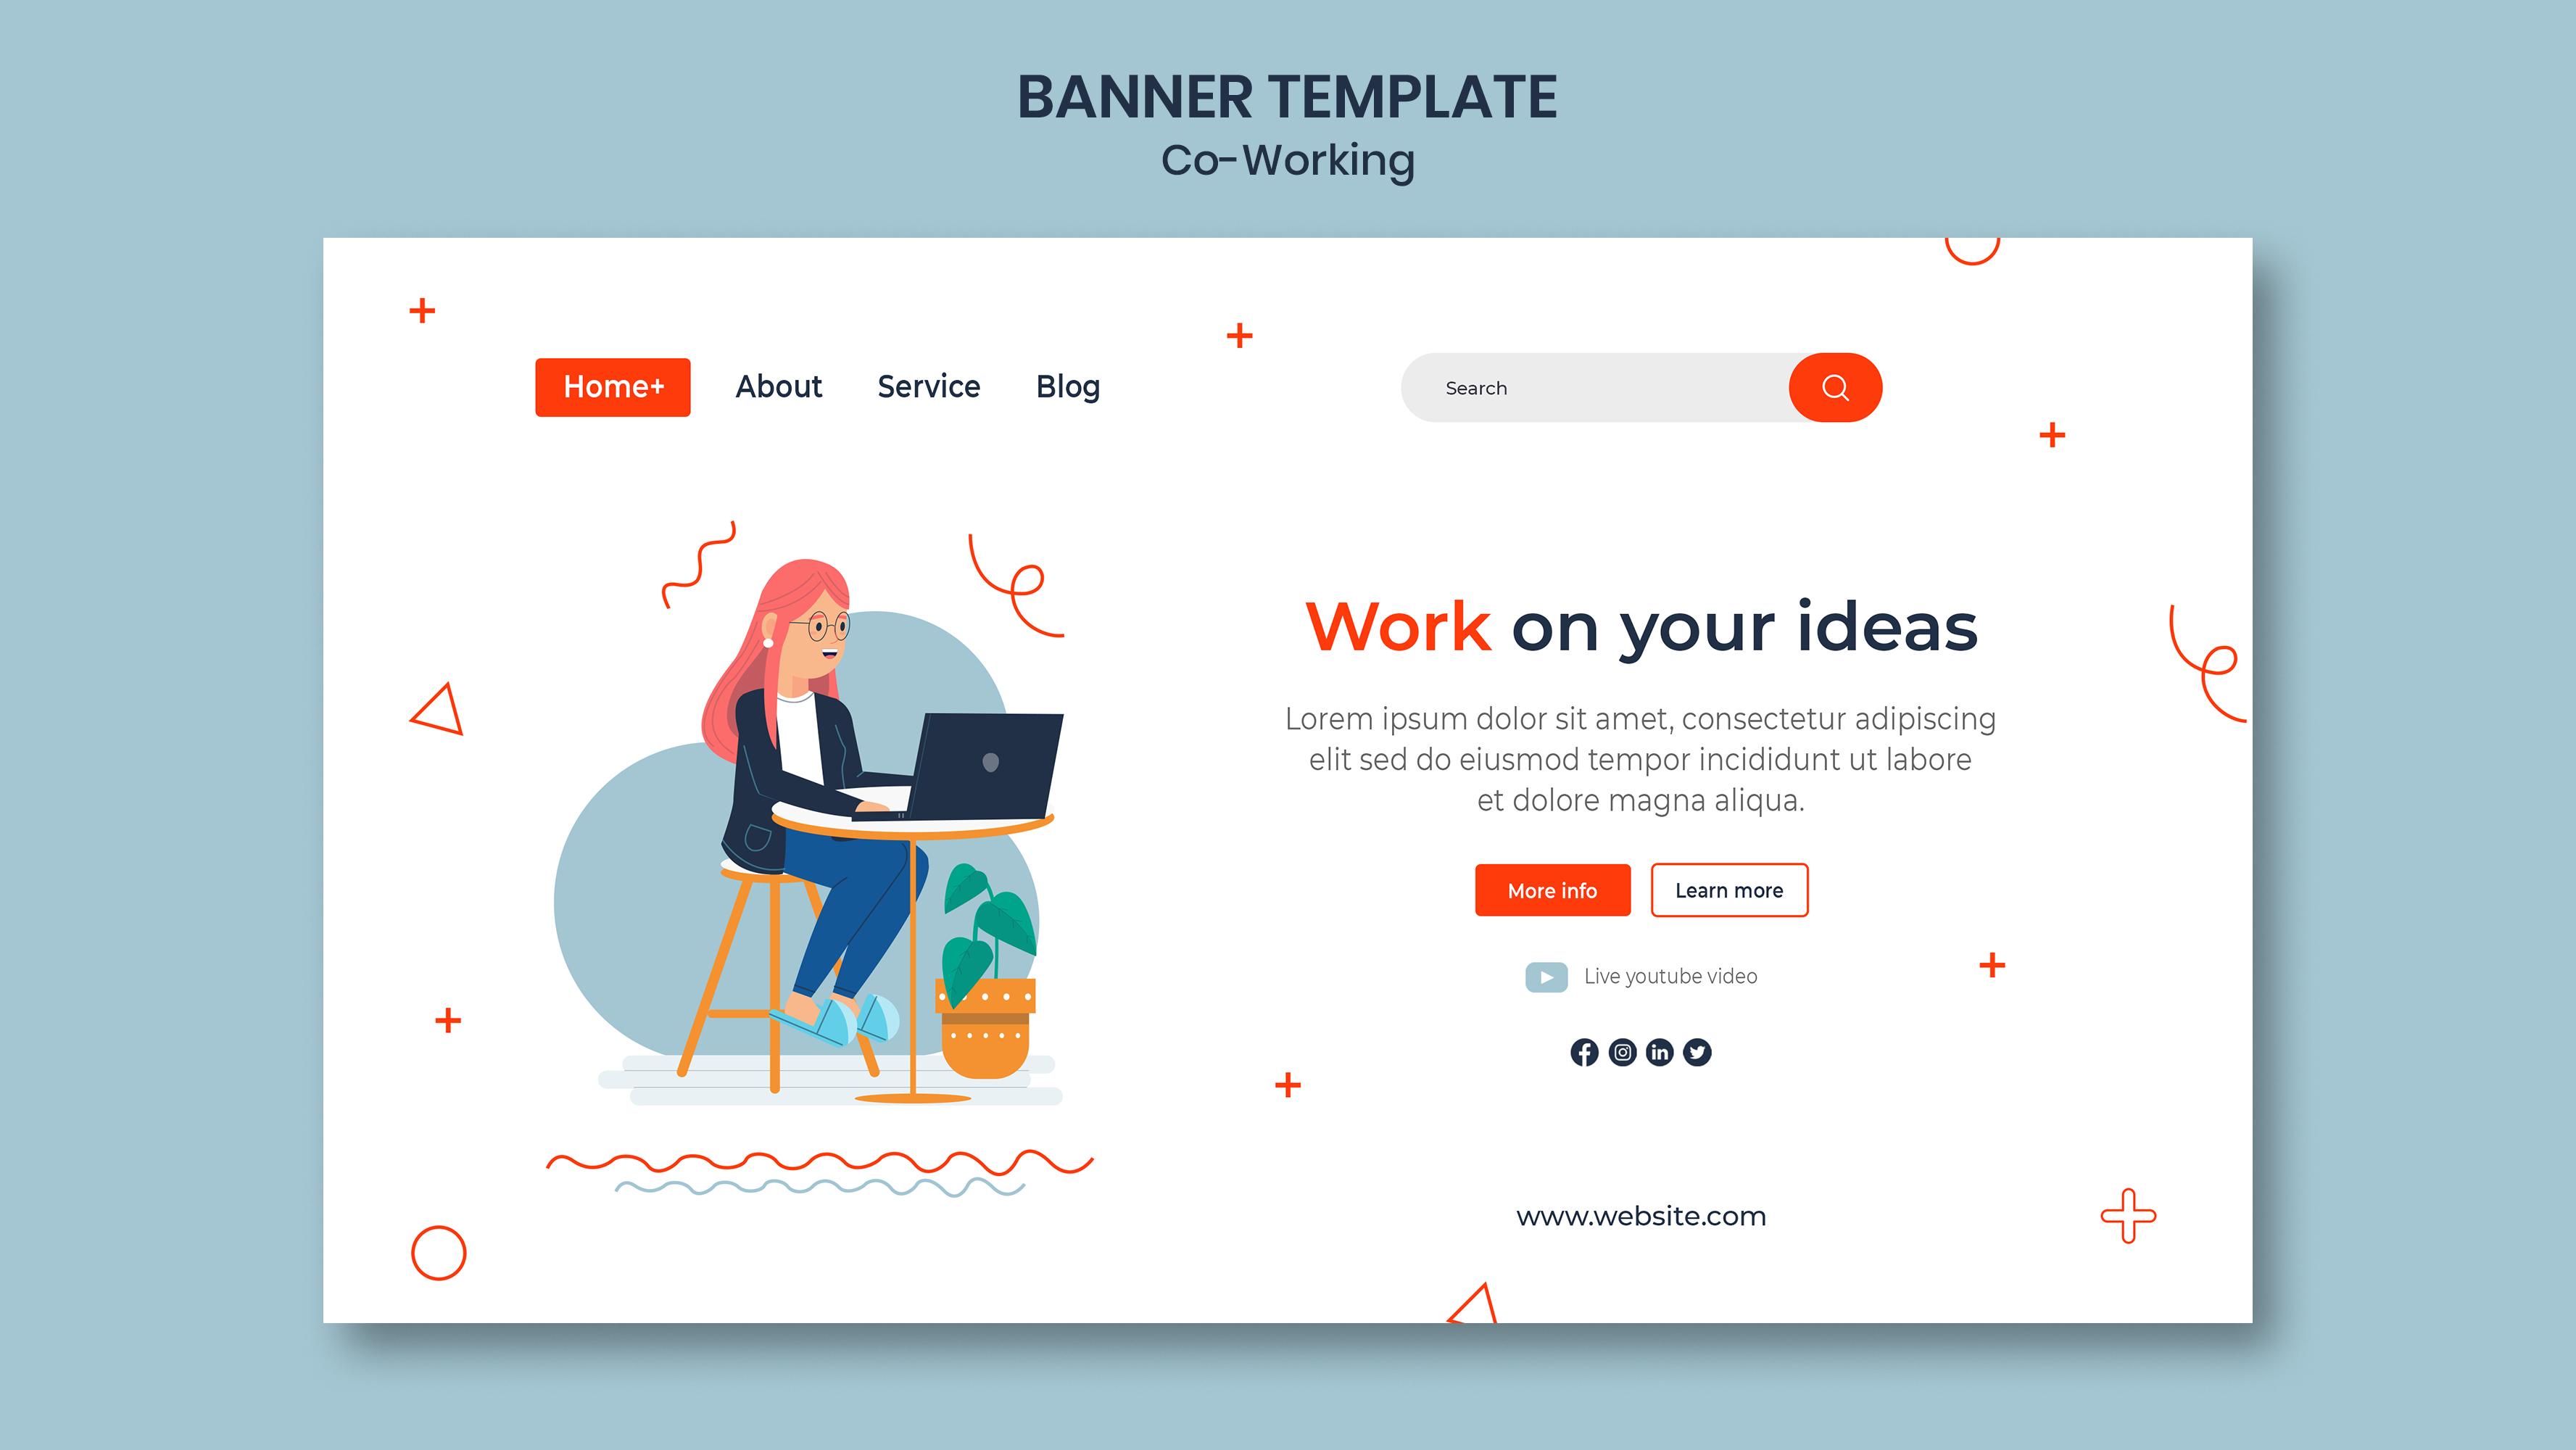 BANNER TEMPLATE
Co-Working
Home+ About Service Blog
Search
Work on your ideas
Lorem ipsum dolor sit amet, consectetur adipiscing
elit sed do eiusmod tempor incididunt ut labore
et dolore magna aliqua.
More info Learn more
Live youtube video
www.website.com